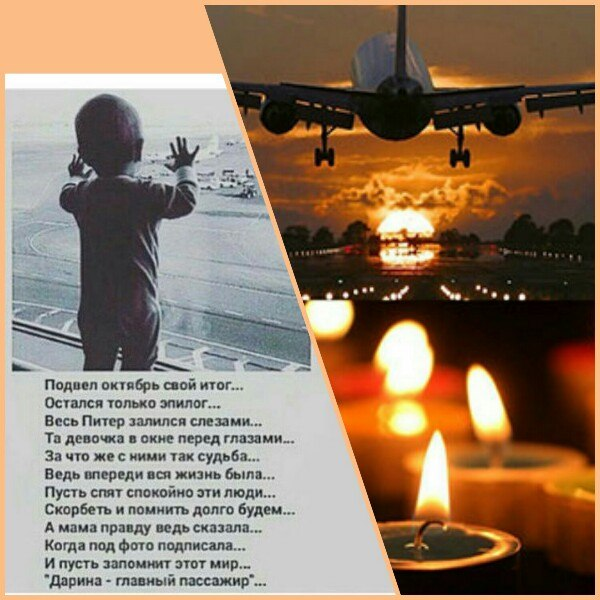 Подвел октябрь свой итог...
Остался только эпилог...
Весь Питер залился слезами...
Та девочка в окне перед глазами...
За что же с ними так судьба...
Ведь впереди вся жизнь была...
Пусть спят спокойно эти люди...
Скорбеть и помнить долго будем...
А мама правду ведь сказала...
Когда под фото подписала...
И пусть запомнит этот мир...
"Дарина - главный пассажир"...